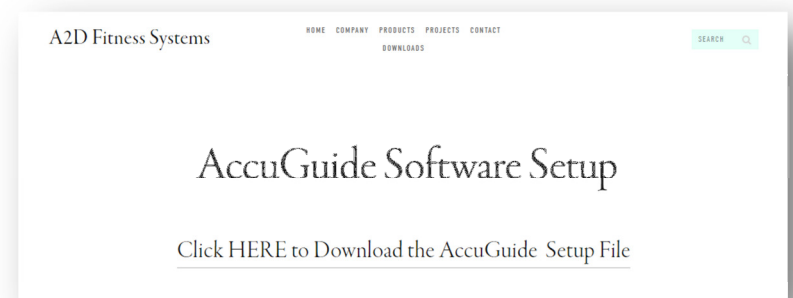 A2D Fitness Systems
HOME COMPANY PRODUCTS PROJECTS CONTACT
DOWNLOADS
SEARCH
AccuGuide Software Setup
Click HERE to Download the AccuGuide Setup File